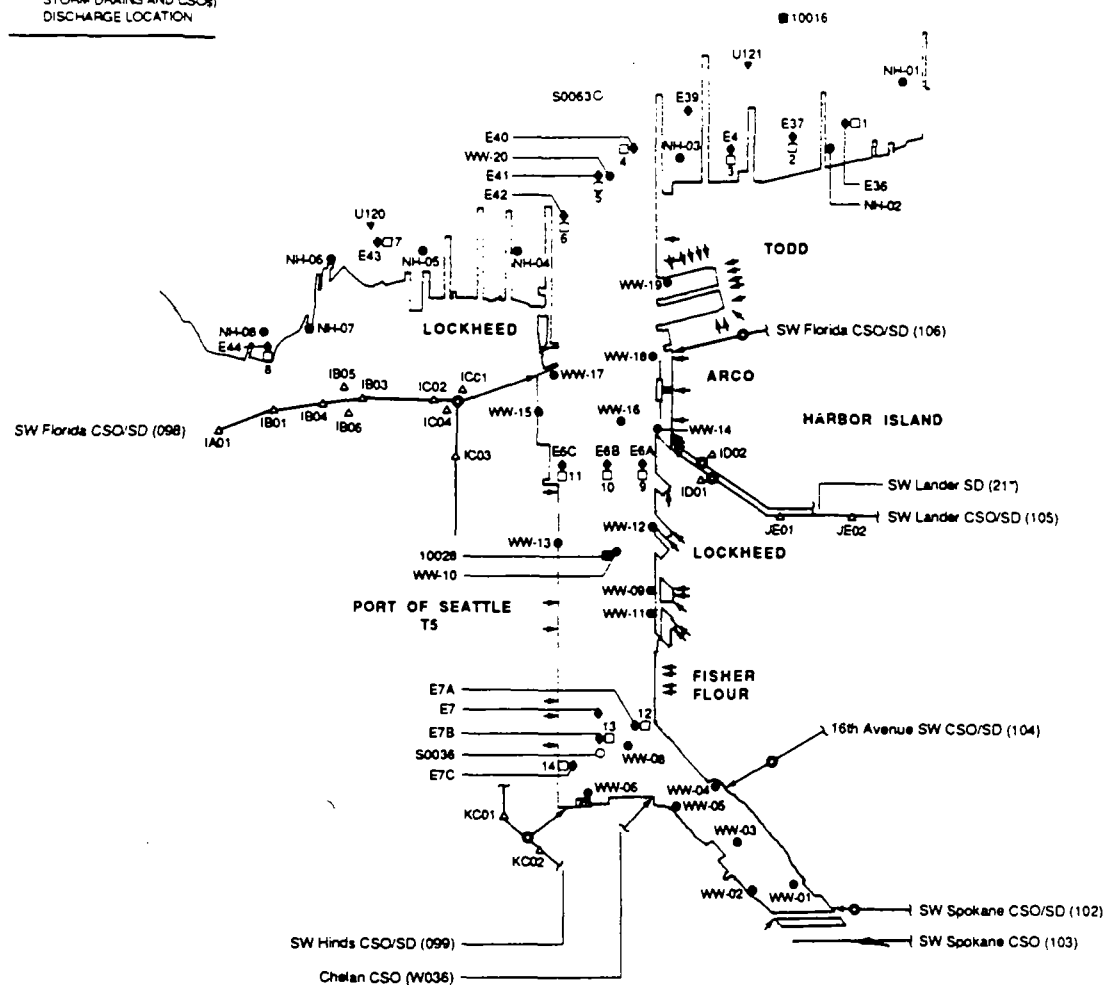 STORM DRAINS AND CSOs)
DISCHARGE LOCATION
10016
U121
NH-01
S0063C
E39
E40
4
NH-03
E4
3
E37
2
1
WW-20
E41
5
E36
NH-02
E42
6
U120
E43
7
NH-06
NH-05
NH-04
TODD
WW-19
NH-08
NH-07
LOCKHEED
E44
8
SW Florida CSO/SD (106)
WW-18
ARCO
WW-17
IB05
IB03
IC02
IC01
IB01
IB04
IB06
IC04
WW-15
WW-16
HARBOR ISLAND
SW Florida CSO/SD (098)
IA01
WW-14
IC03
E6C
11
E6B
10
E6A
9
ID02
ID01
SW Lander SD (217)
SW Lander CSO/SD (105)
JE01
JE02
WW-12
WW-13
10028
WW-10
LOCKHEED
WW-09
WW-11
PORT OF SEATTLE
T5
FISHER
FLOUR
E7A
12
E7
E7B
13
S0036
WW-08
E7C
14
16th Avenue SW CSO/SD (104)
WW-06
WW-04
WW-05
KC01
KC02
WW-03
WW-02
WW-01
SW Spokane CSO/SD (102)
SW Hinds CSO/SD (099)
SW Spokane CSO (103)
Chelan CSO (W036)